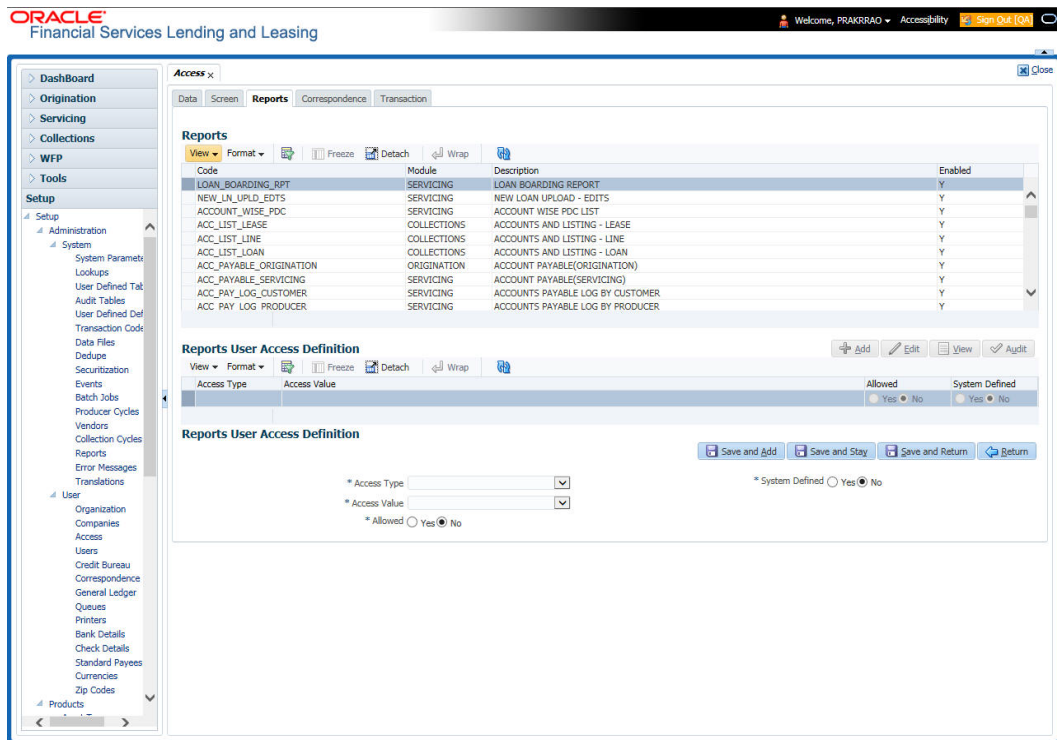 ORACLE
Financial Services Lending and Leasing
Welcome, PRAKRRAO Accessibility Sign Out (QA)
Close
DashBoard
Origination
Servicing
Collections
WFP
Tools
Setup
Setup
Administration
System
System Paramete
Lookups
User Defined Tab
Audit Tables
User Defined Def
Transaction Code
Data Files
Dedupe
Securitization
Events
Batch Jobs
Producer Cycles
Vendors
Collection Cycles
Reports
Error Messages
Translations
User
Organization
Companies
Access
Users
Credit Bureau
Correspondence
General Ledger
Queues
Printers
Bank Details
Check Details
Standard Payees
Currencies
Zip Codes
Products
Access
Data Screen Reports Correspondence Transaction
Reports
View Format Freeze Detach Wrap
Code Module Description Enabled
LOAN_BOARDING_RPT SERVICING LOAN BOARDING REPORT Y
NEW_LN_UPLD_EDTS SERVICING NEW LOAN UPLOAD - EDITS Y
ACCOUNT_WISE_PDC SERVICING ACCOUNT WISE PDC LIST Y
ACC_LIST_LEASE COLLECTIONS ACCOUNTS AND LISTING - LEASE Y
ACC_LIST_LINE COLLECTIONS ACCOUNTS AND LISTING - LINE Y
ACC_LIST_LOAN COLLECTIONS ACCOUNTS AND LISTING - LOAN Y
ACC_PAYABLE_ORIGINATION ORIGINATION ACCOUNT PAYABLE(ORIGINATION) Y
ACC_PAYABLE_SERVICING SERVICING ACCOUNT PAYABLE(SERVICING) Y
ACC_PAY_LOG_CUSTOMER SERVICING ACCOUNTS PAYABLE LOG BY CUSTOMER Y
ACC_PAY_LOG_PRODUCER SERVICING ACCOUNTS PAYABLE LOG BY PRODUCER Y
Reports User Access Definition
Add Edit View Audit
View Format Freeze Detach Wrap
Access Type Access Value Allowed System Defined
Yes No Yes No
Reports User Access Definition
Save and Add Save and Stay Save and Return Return
* Access Type
* System Defined Yes No
* Access Value
* Allowed Yes No